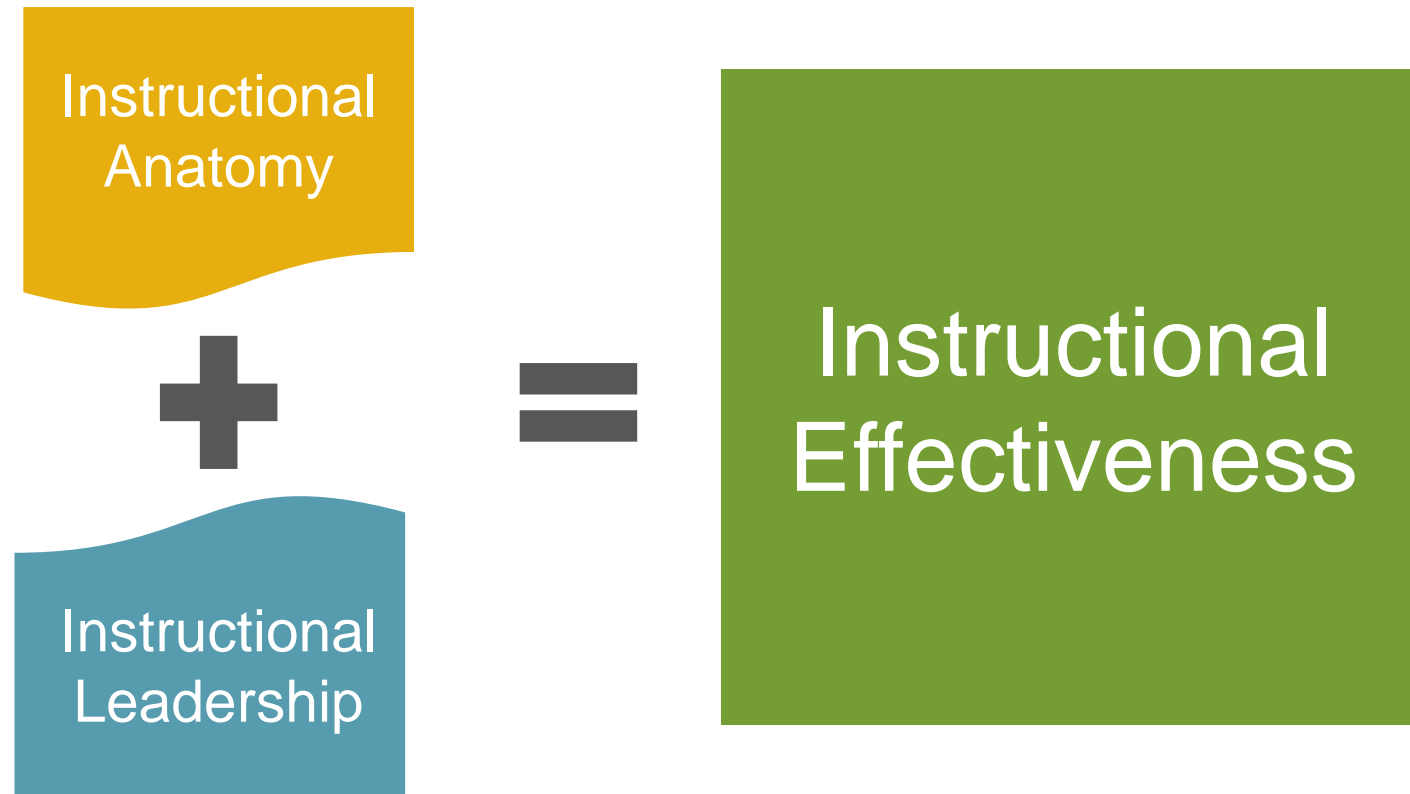 Instructional
Anatomy
Instructional
Leadership
Instructional
Effectiveness